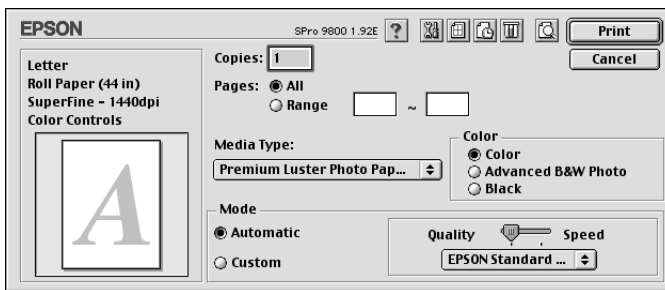 EPSON
SPro 9800 1.92E ? Print
Cancel
Letter
Roll Paper (44 in)
SuperFine - 1440dpi
Color Controls
A
Copies: 1
Pages: All
Range ~
Media Type:
Premium Luster Photo Pap...
Color
Color
Advanced B&W Photo
Black
Mode
Automatic
Custom
Quality Speed
EPSON Standard ...